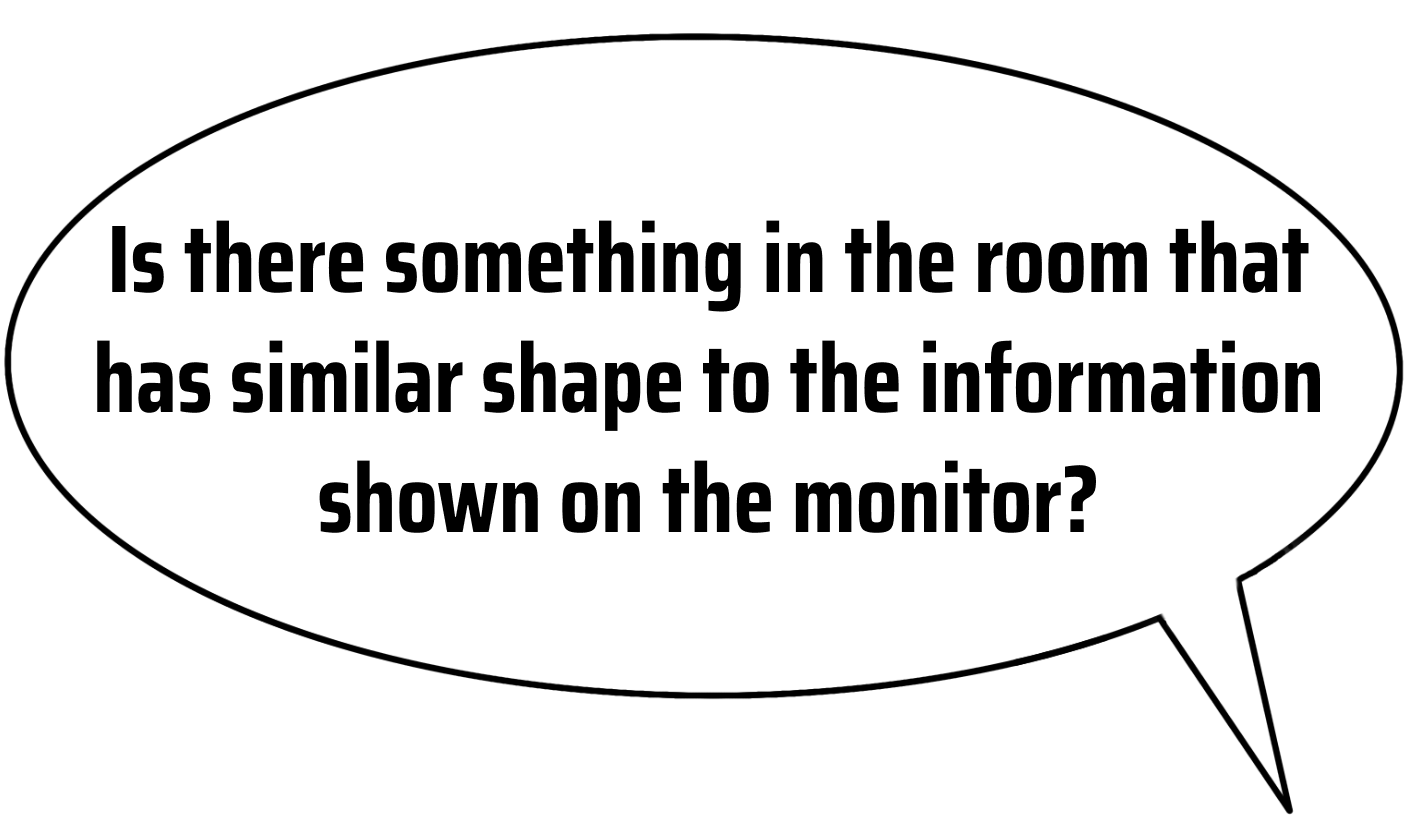 Is there something in the room that
has similar shape to the information
shown on the monitor?